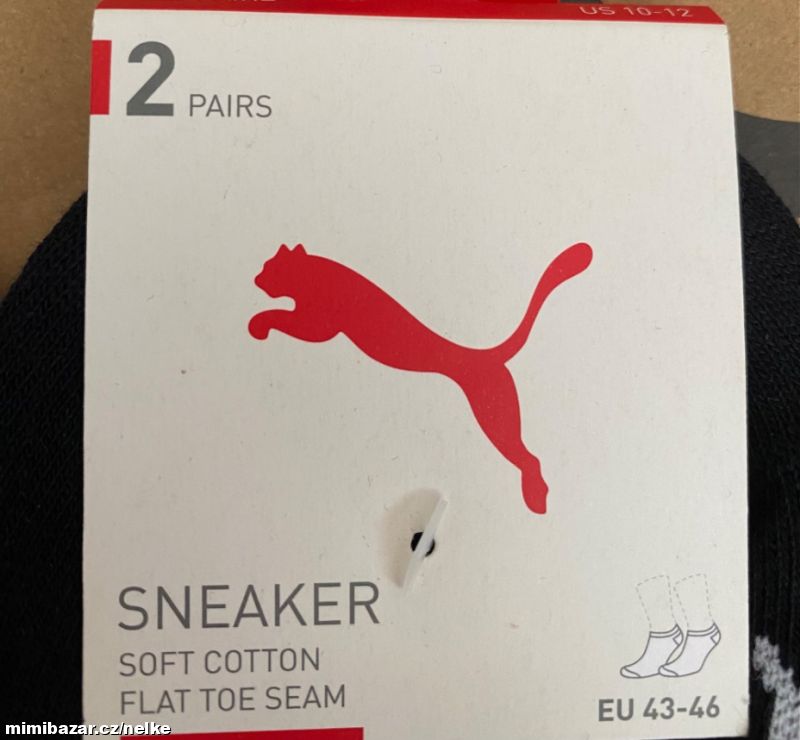 US 10-12
2 PAIRS
SNEAKER
SOFT COTTON
FLAT TOE SEAM
EU 43-46
mimibazar.cz/nelke